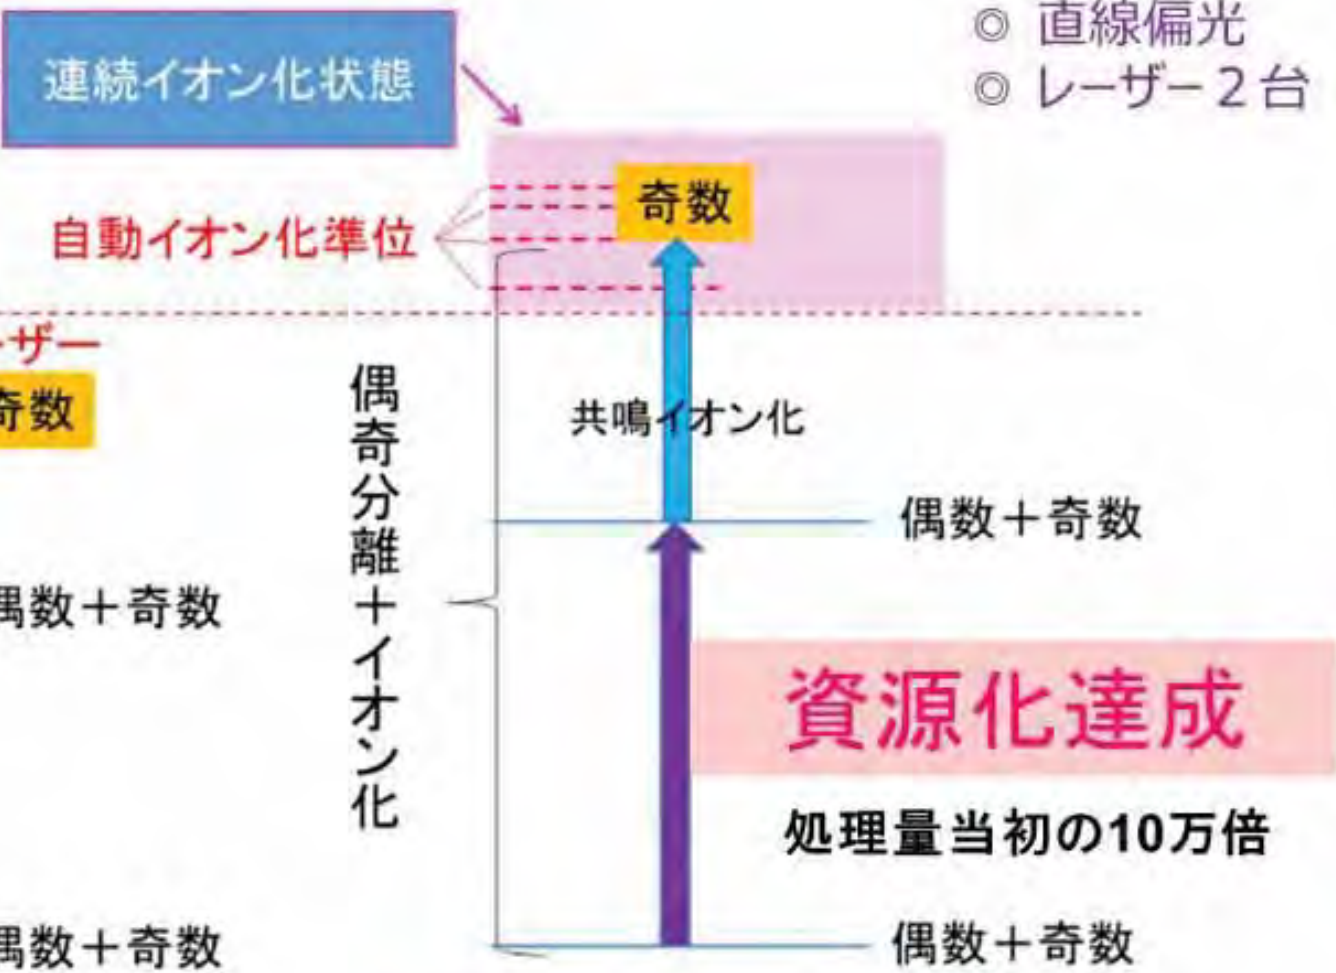 ◎ 直線偏光
◎ レーザー2台
連続イオン化状態
奇数
自動イオン化準位
ザー
奇数
共鳴イオン化
偶奇分離+イオン化
偶数+奇数
偶数+奇数
資源化達成
処理量当初の10万倍
偶数+奇数
偶数+奇数